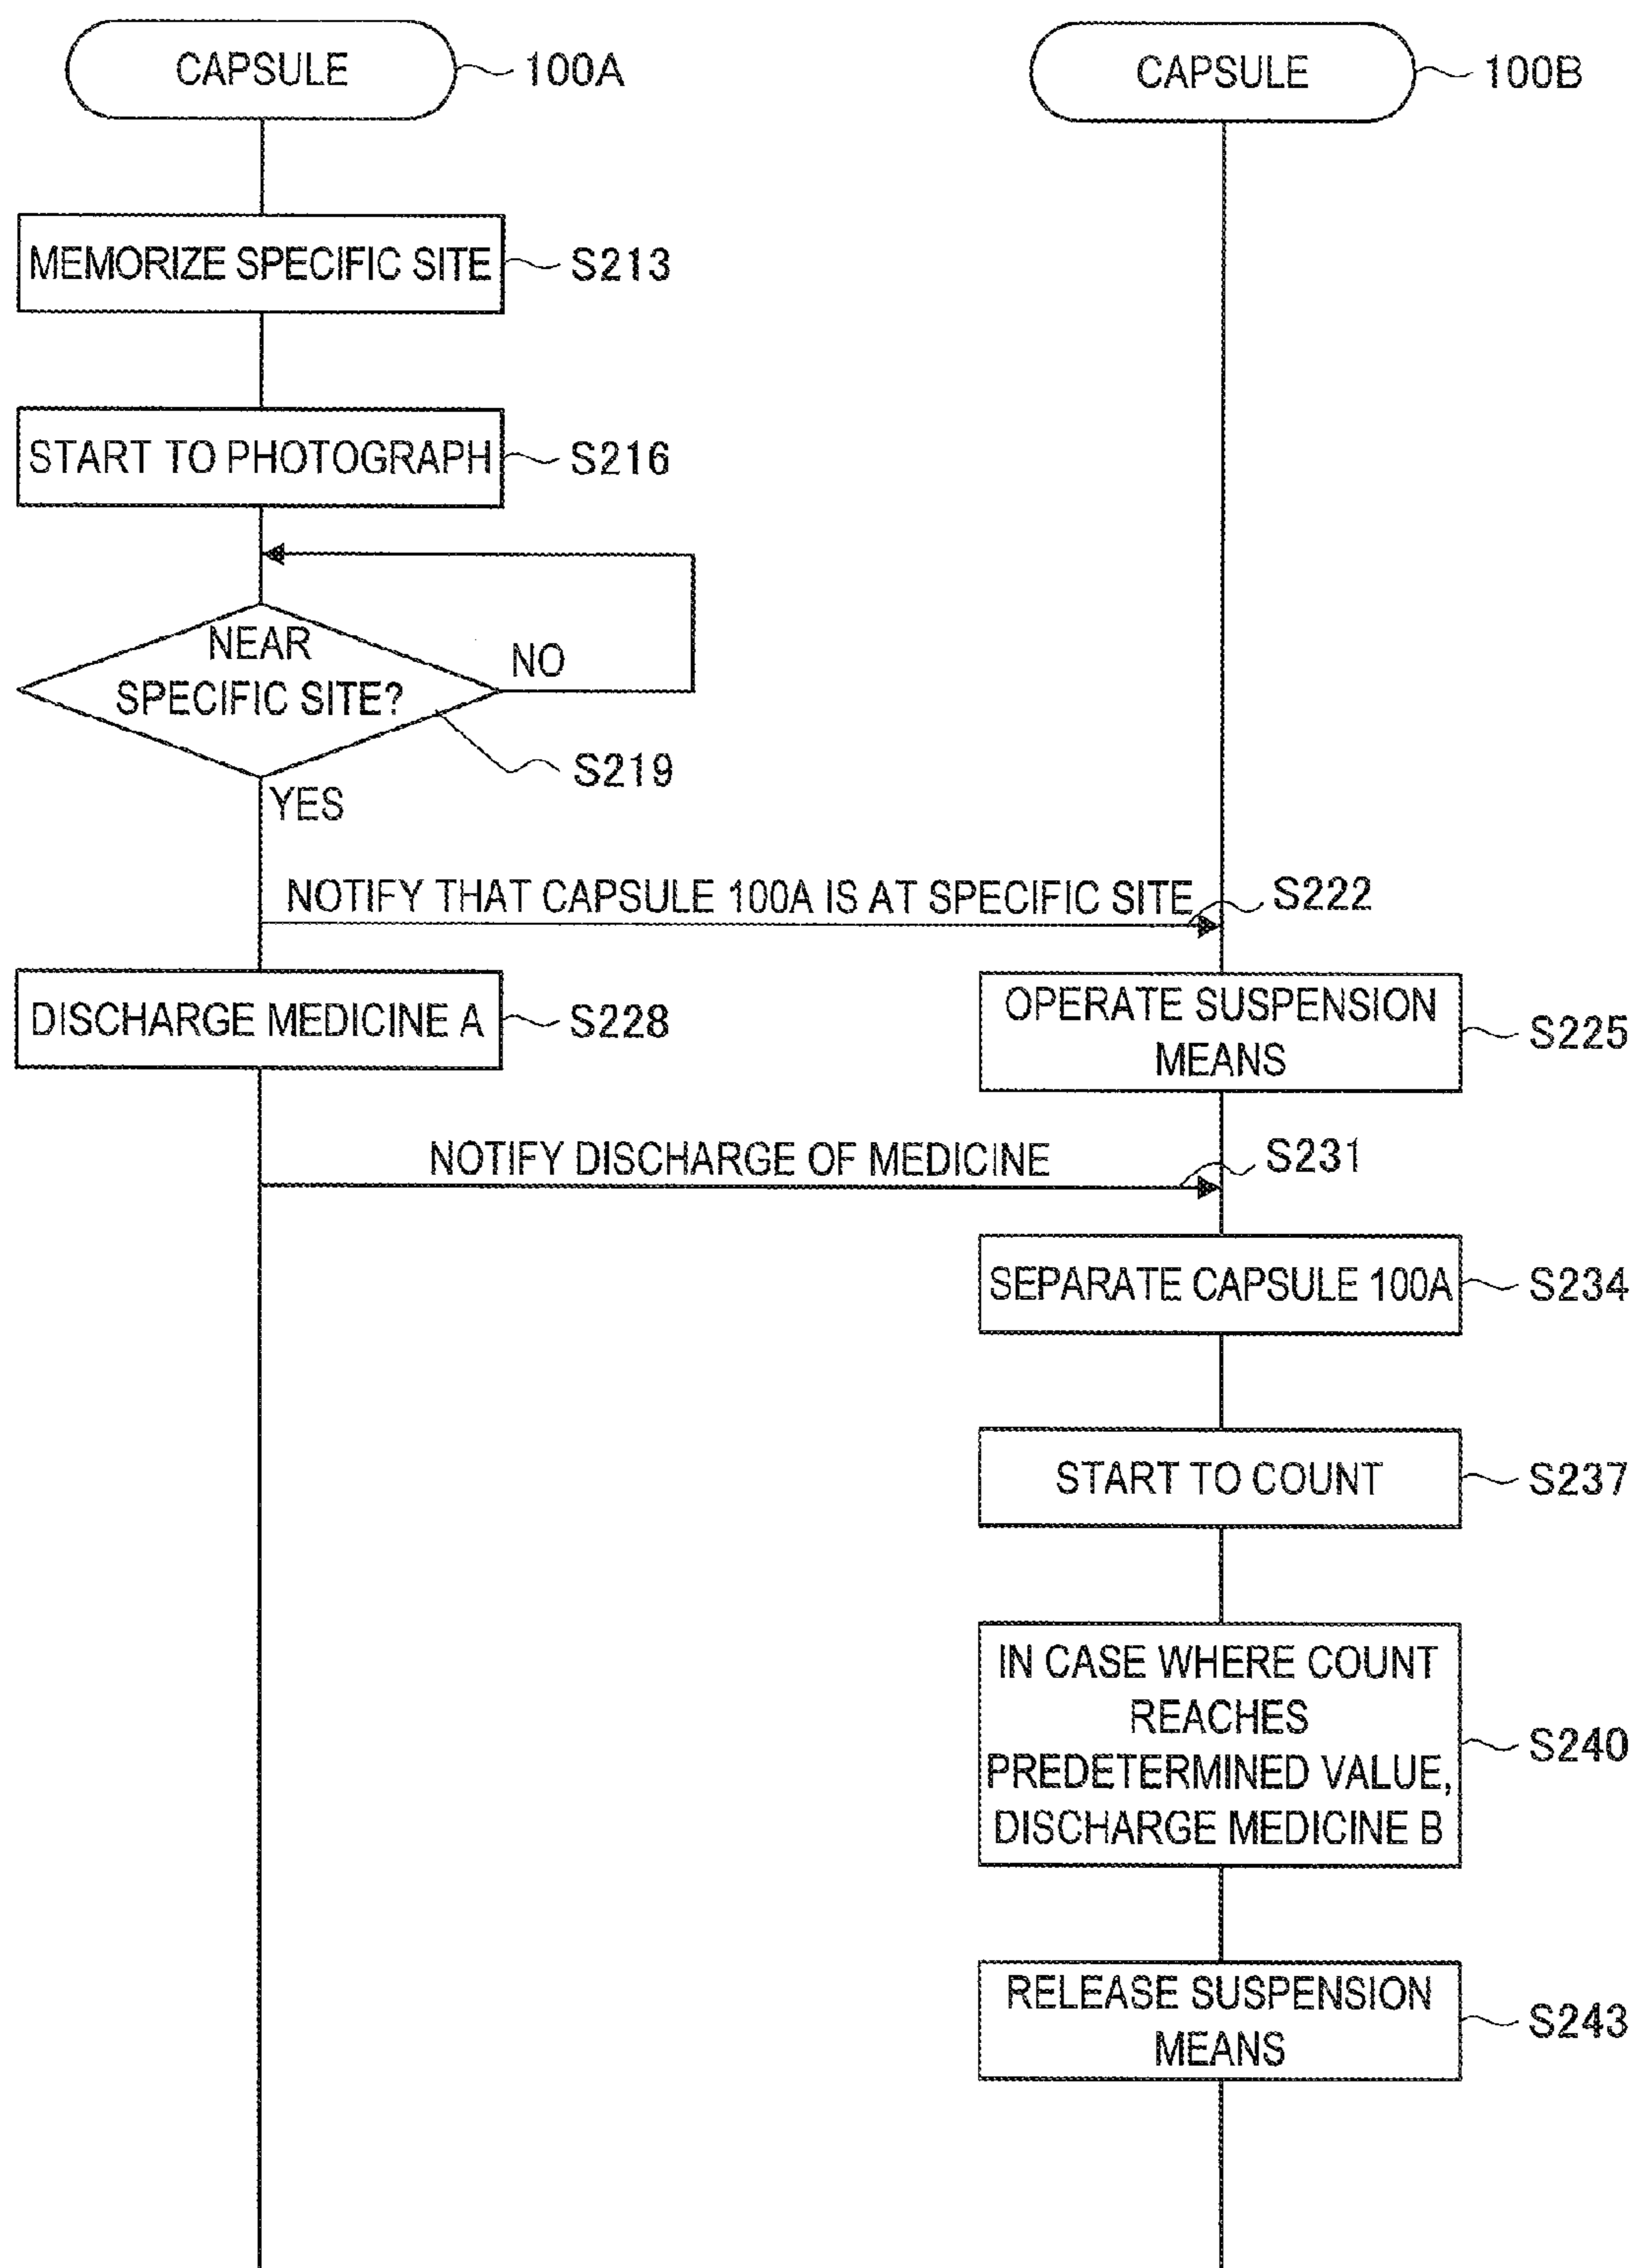 CAPSULE
100A
CAPSULE
100B
MEMORIZE SPECIFIC SITE
S213
START TO PHOTOGRAPH
S216
NEAR
SPECIFIC SITE?
NO
S219
YES
NOTIFY THAT CAPSULE 100A IS AT SPECIFIC SITE
S222
DISCHARGE MEDICINE A
S228
OPERATE SUSPENSION
MEANS
S225
NOTIFY DISCHARGE OF MEDICINE
S231
SEPARATE CAPSULE 100A
S234
START TO COUNT
S237
IN CASE WHERE COUNT
REACHES
PREDETERMINED VALUE,
DISCHARGE MEDICINE B
S240
RELEASE SUSPENSION
MEANS
S243